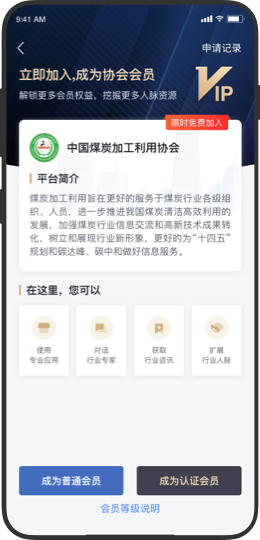 9:41 AM
申请记录
立即加入,成为协会会员
解锁更多会员权益，挖掘更多人脉资源
VIP
限时免费加入
中国煤炭加工利用协会
平台简介
煤炭加工利用旨在更好的服务于煤炭行业各级组
织、人员，进一步推进我国煤炭清洁高效利用的
发展，加强煤炭行业信息交流和高新技术成果转
化，树立和展现行业新形象，更好的为“十四五”
规划和碳达峰、碳中和做好信息服务。
在这里，您可以
使用
专业应用
对话
行业专家
获取
行业咨讯
扩展
行业人脉
成为普通会员
成为认证会员
会员等级说明